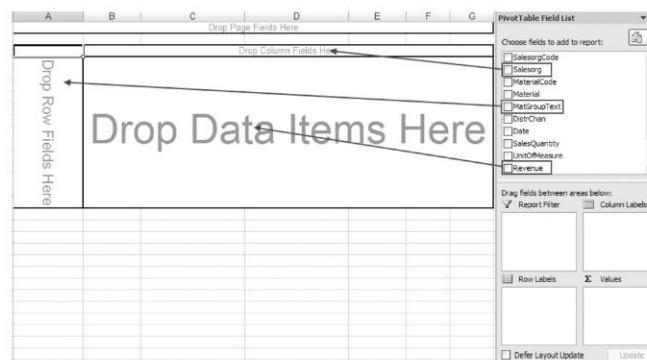 A B C D E F G
Drop Page Fields Here
Drop Column Fields Here
Drop Row Fields Here
Drop Data Items Here
PivotTable Field List
Choose fields to add to report:
SalesorgCode
Salesorg
MaterialCode
Material
MatGroupText
DistrChan
Date
SalesQuantity
UnitOfMeasure
Revenue
Drag fields between areas below:
Report Filter
Column Labels
Row Labels
Σ Values
Defer Layout Update
Update